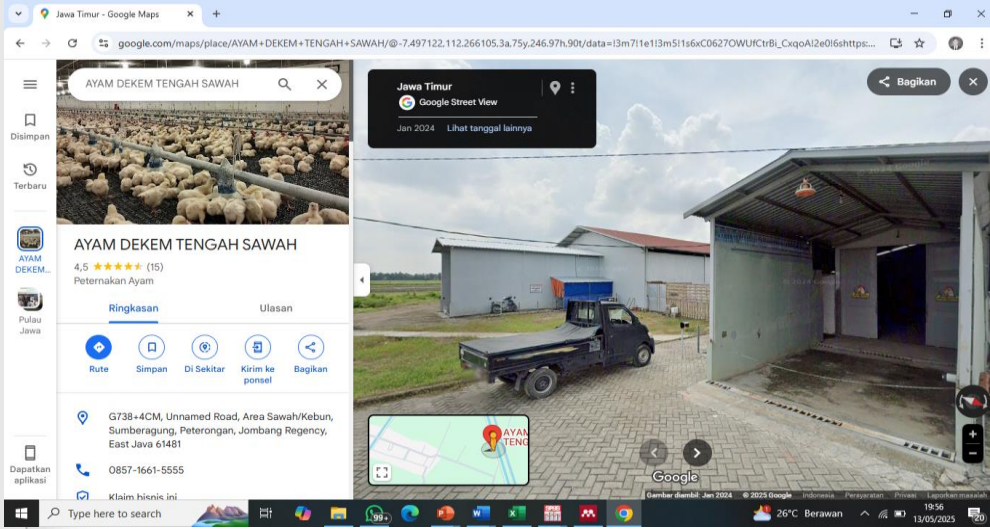 Jawa Timur - Google Maps
google.com/maps/place/AYAM+DEKEM+TENGAH+SAWAH/@-7.497122,112.266105,3a,75y,246.97h,90t/data=!3m7!1e1!3m5!1s6xC0627OWUfCtrBi_CxqoA!2e0!6shttps:...
AYAM DEKEM TENGAH SAWAH
Disimpan
Terbaru
AYAM
DEKEM...
Pulau
Jawa
Dapatkan
aplikasi
AYAM DEKEM TENGAH SAWAH
4,5 (15)
Peternakan Ayam
Ringkasan
Ulasan
Rute
Simpan
Di Sekitar
Kirim ke
ponsel
Bagikan
G738+4CM, Unnamed Road, Area Sawah/Kebun,
Sumberagung, Peterongan, Jombang Regency,
East Java 61481
0857-1661-5555
Klaim bisnis ini
Jawa Timur
Google Street View
Jan 2024 Lihat tanggal lainnya
Bagikan
AYAM
TENG
Google
Gambar diambil: Jan 2024 © 2025 Google Indonesia Persyaratan Privasi Laporkan masalah
Type here to search
99+
26°C Berawan
19:56
13/05/2025
20